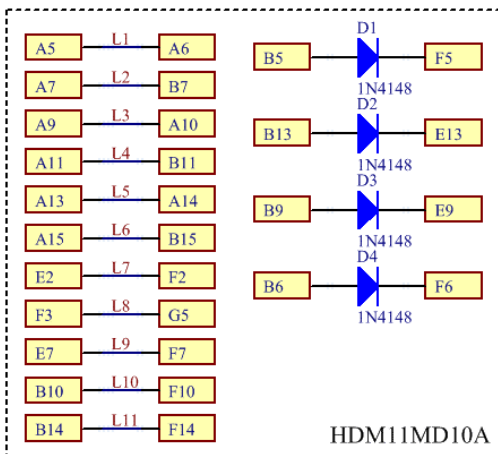 A5 L1 A6
A7 L2 B7
A9 L3 A10
A11 L4 B11
A13 L5 A14
A15 L6 B15
E2 L7 F2
F3 L8 G5
E7 L9 F7
B10 L10 F10
B14 L11 F14
D1
B5 F5
1N4148
D2
B13 E13
1N4148
D3
B9 E9
1N4148
D4
B6 F6
1N4148
HDM11MD10A